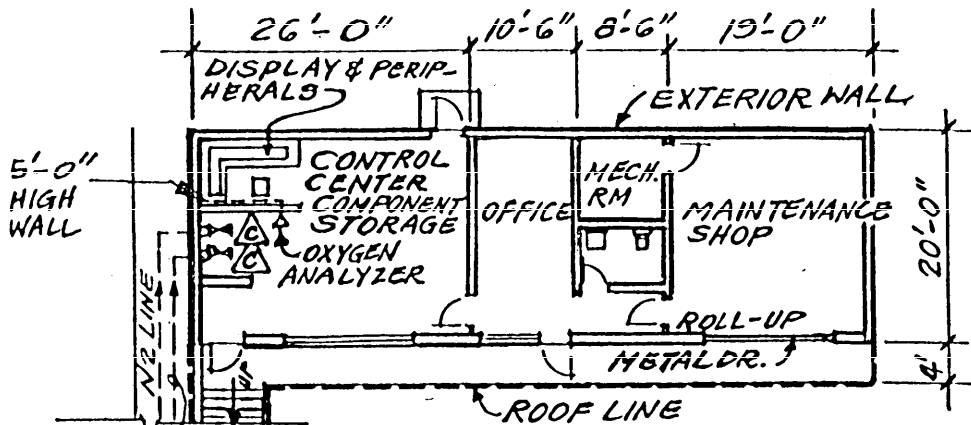 26'-0" 10'-6" 8'-6" 19'-0"
DISPLAY & PERIP-
HERALS
EXTERIOR WALL
5'-0"
HIGH
WALL
CONTROL
CENTER
COMPONENT
STORAGE
OFFICE
MECH.
RM
MAINTENANCE
SHOP
20'-0"
C
C
OXYGEN
ANALYZER
N2 LINE
ROLL-UP
METAL DR.
4'
UP
ROOF LINE